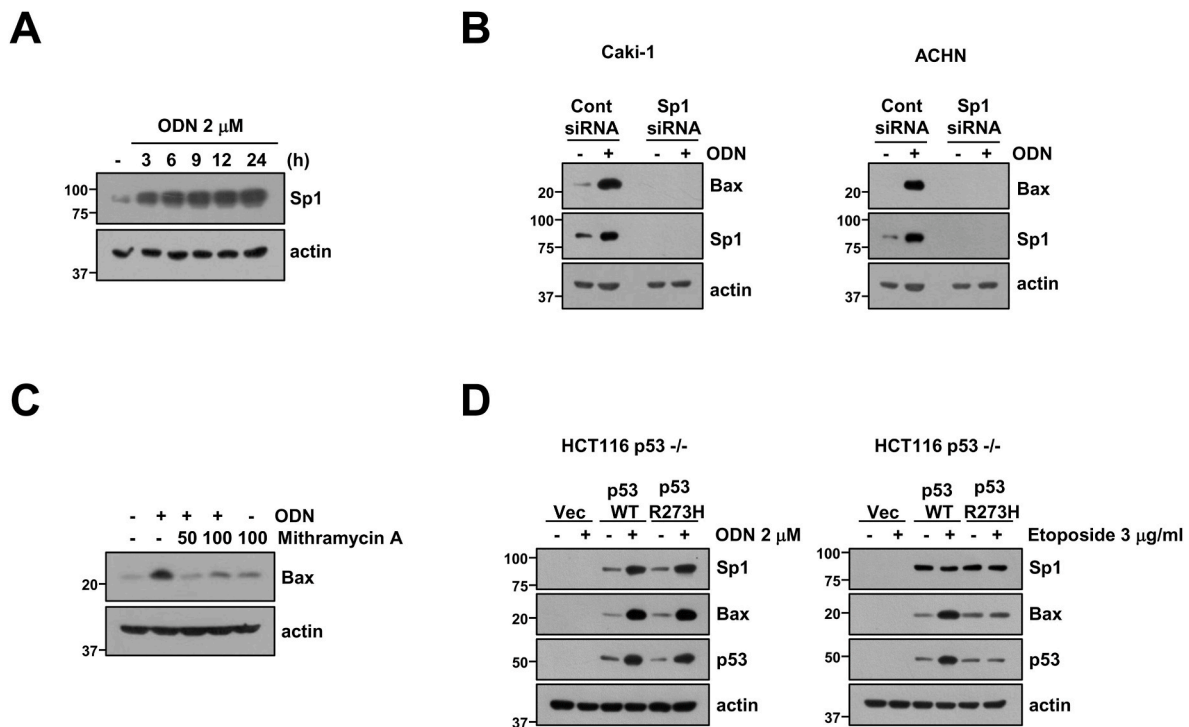 A
ODN 2 μM
- 3 6 9 12 24 (h)
100
75
Sp1
actin
37
B
Caki-1
Cont siRNA Sp1 siRNA
- + - + ODN
20
Bax
100
75
Sp1
37
actin
ACHN
Cont siRNA Sp1 siRNA
- + - + ODN
20
Bax
100
75
Sp1
37
actin
C
- + + + - ODN
- - 50 100 100 Mithramycin A
20
Bax
actin
37
D
HCT116 p53 -/-
Vec p53 WT p53 R273H
- + - + - + ODN 2 μM
100
75
Sp1
20
Bax
50
p53
actin
37
HCT116 p53 -/-
Vec p53 WT p53 R273H
- + - + - + Etoposide 3 μg/ml
100
75
Sp1
20
Bax
50
p53
actin
37